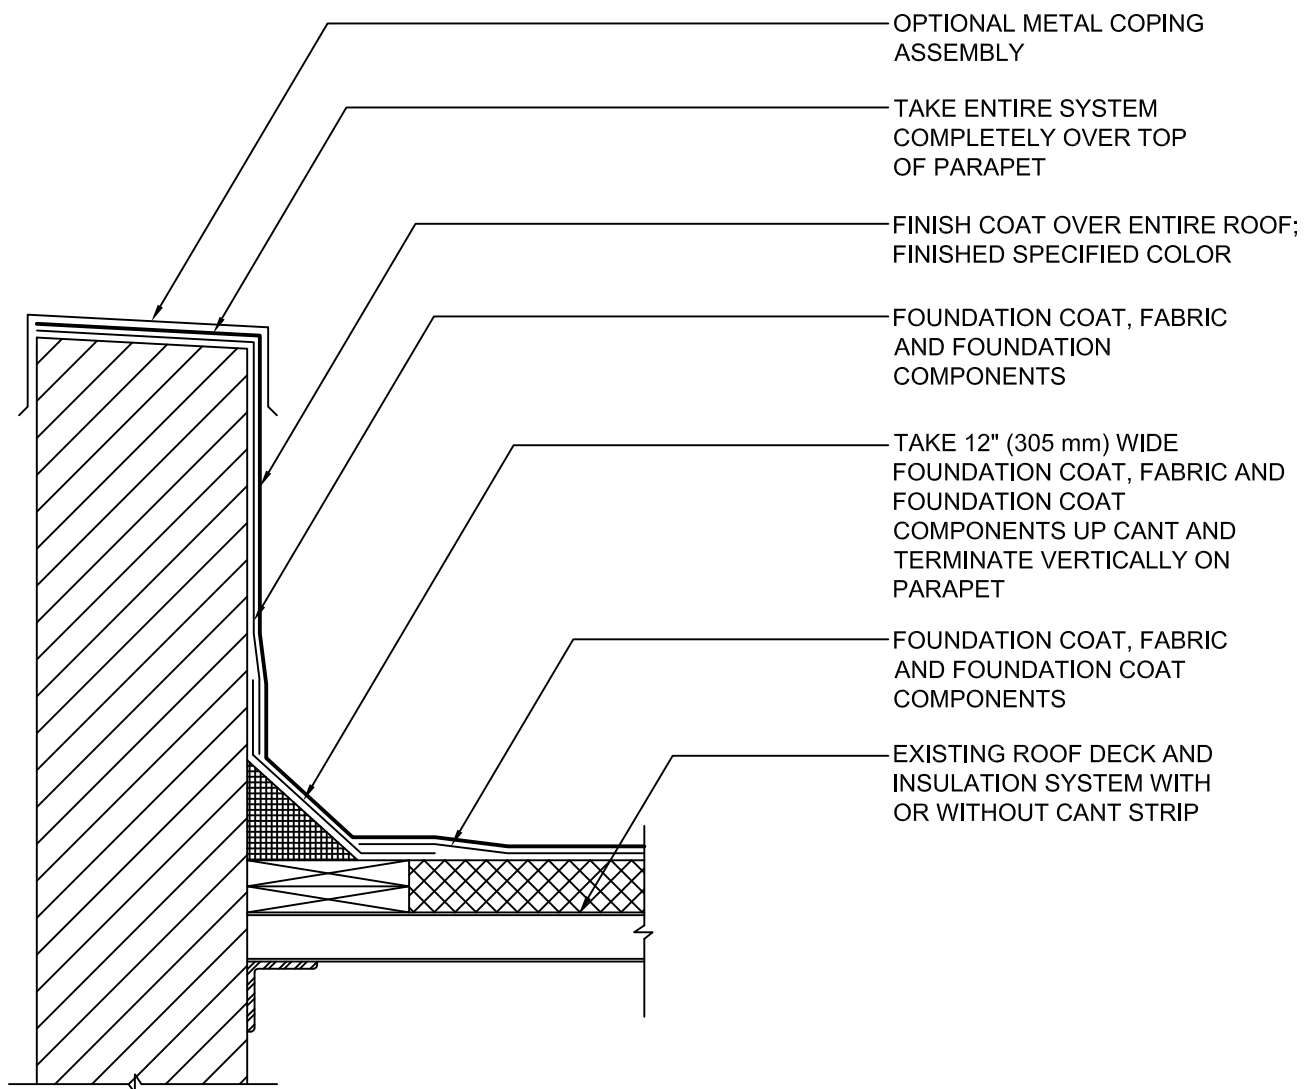 OPTIONAL METAL COPING
ASSEMBLY
TAKE ENTIRE SYSTEM
COMPLETELY OVER TOP
OF PARAPET
FINISH COAT OVER ENTIRE ROOF;
FINISHED SPECIFIED COLOR
FOUNDATION COAT, FABRIC
AND FOUNDATION
COMPONENTS
TAKE 12" (305 mm) WIDE
FOUNDATION COAT, FABRIC AND
FOUNDATION COAT
COMPONENTS UP CANT AND
TERMINATE VERTICALLY ON
PARAPET
FOUNDATION COAT, FABRIC
AND FOUNDATION COAT
COMPONENTS
EXISTING ROOF DECK AND
INSULATION SYSTEM WITH
OR WITHOUT CANT STRIP